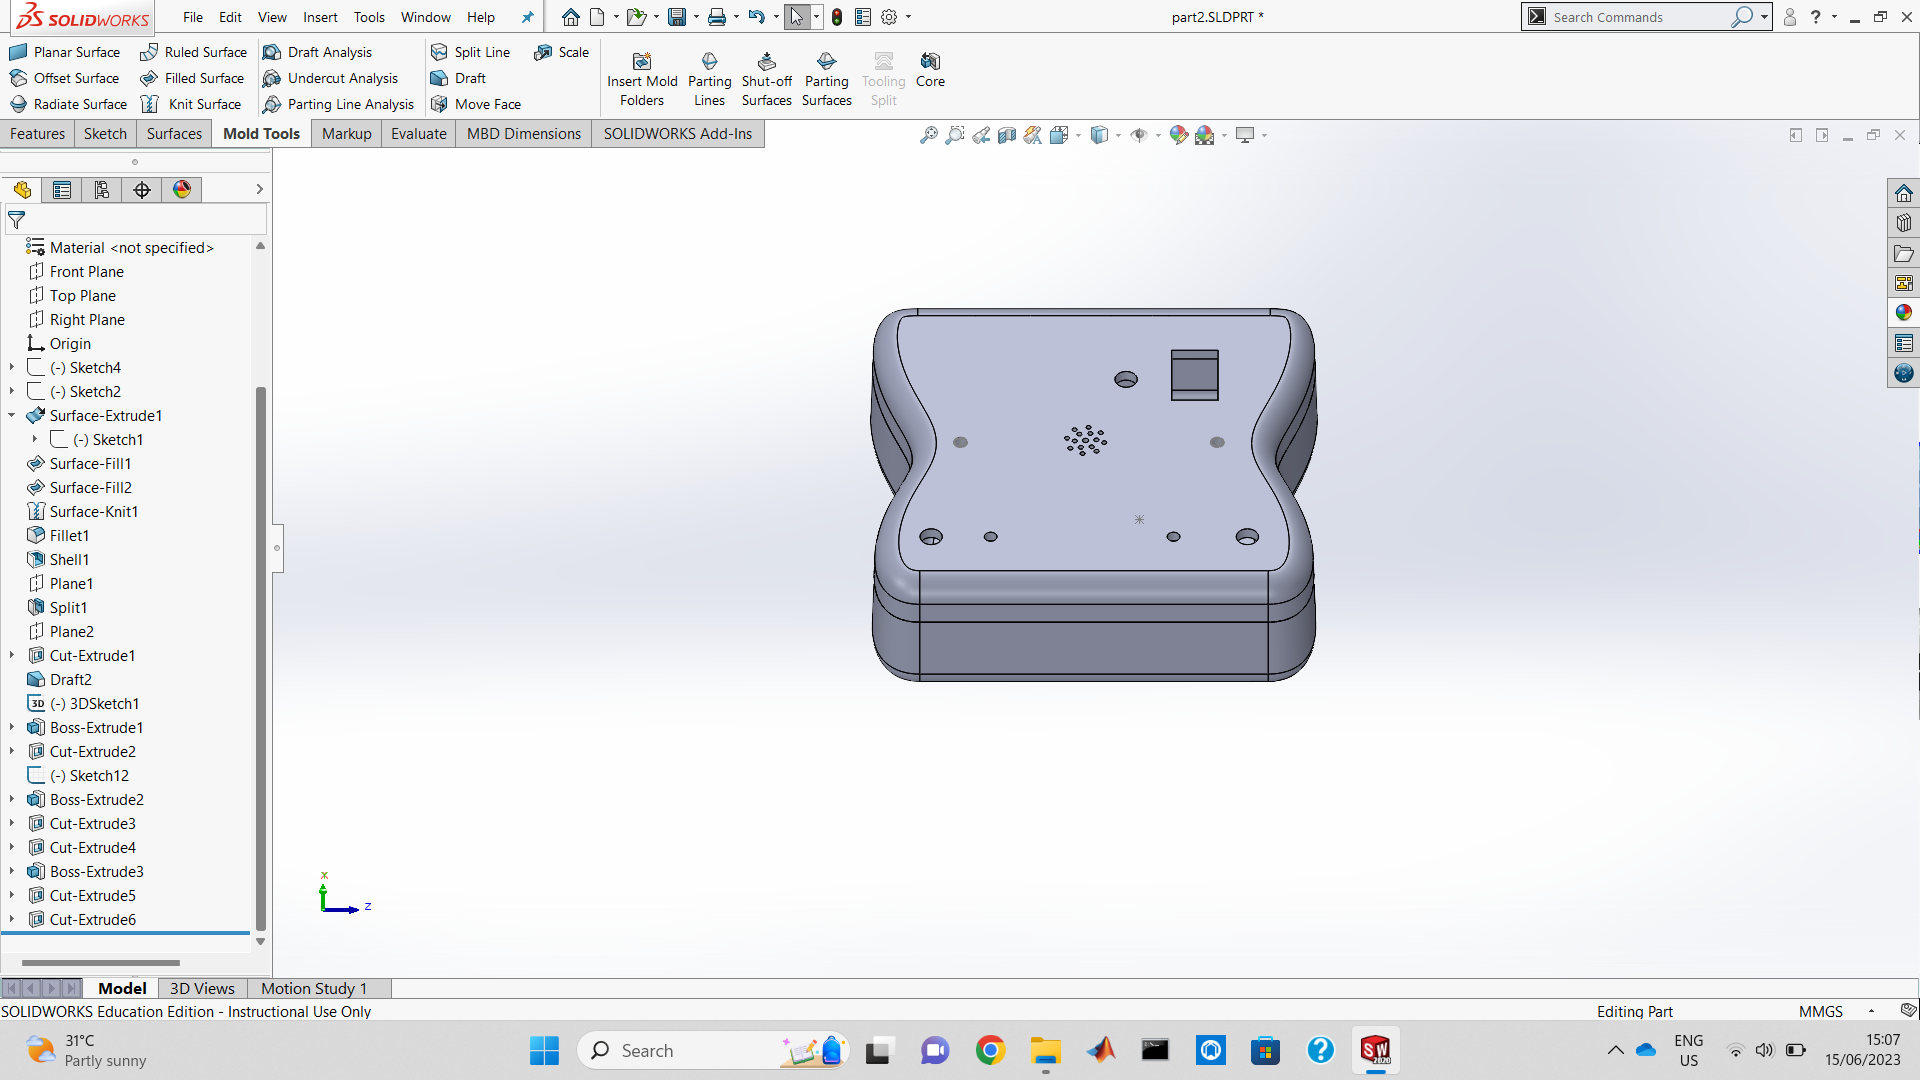 SOLIDWORKS File Edit View Insert Tools Window Help part2.SLDPRT * Search Commands ?
Planar Surface Ruled Surface Draft Analysis Split Line Scale
Offset Surface Filled Surface Undercut Analysis Draft
Radiate Surface Knit Surface Parting Line Analysis Move Face
Insert Mold Folders Parting Lines Shut-off Surfaces Parting Surfaces Tooling Split Core
Features Sketch Surfaces Mold Tools Markup Evaluate MBD Dimensions SOLIDWORKS Add-Ins
Material <not specified>
Front Plane
Top Plane
Right Plane
Origin
(-) Sketch4
(-) Sketch2
Surface-Extrude1
(-) Sketch1
Surface-Fill1
Surface-Fill2
Surface-Knit1
Fillet1
Shell1
Plane1
Split1
Plane2
Cut-Extrude1
Draft2
3D (-) 3DSketch1
Boss-Extrude1
Cut-Extrude2
(-) Sketch12
Boss-Extrude2
Cut-Extrude3
Cut-Extrude4
Boss-Extrude3
Cut-Extrude5
Cut-Extrude6
Z
Model 3D Views Motion Study 1
SOLIDWORKS Education Edition - Instructional Use Only Editing Part MMGS
31°C
Partly sunny
Search
SW
2020
ENG
US
15:07
15/06/2023